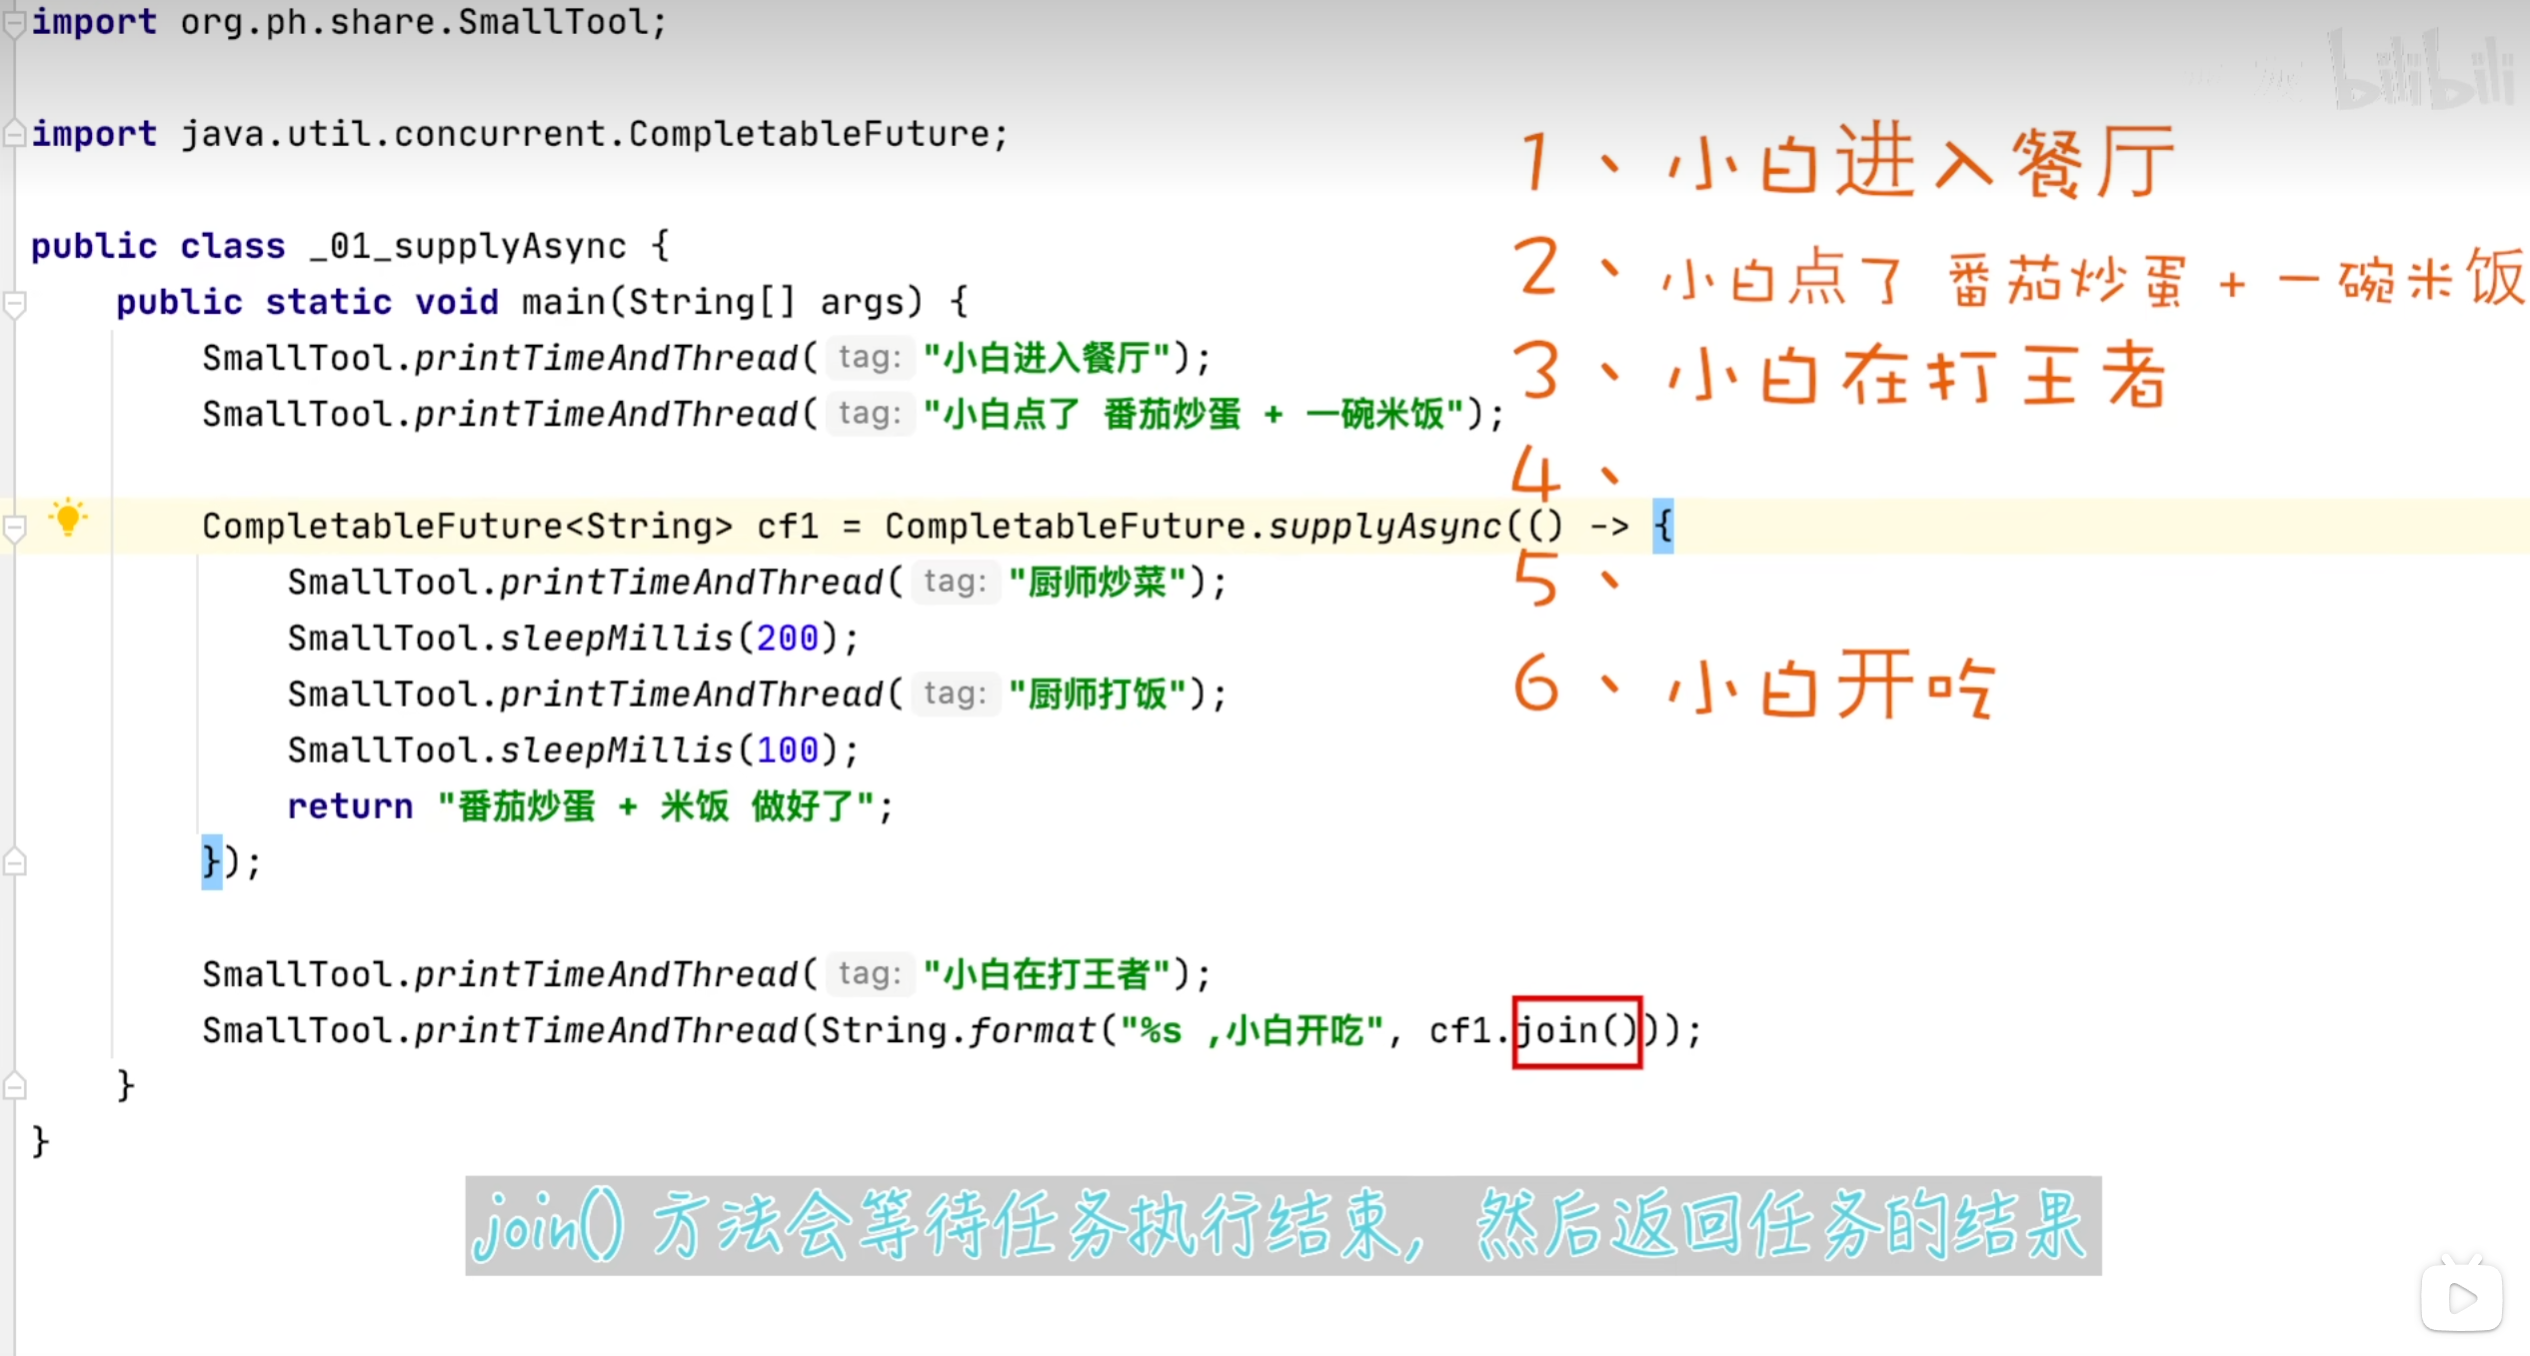 import org.ph.share.SmallTool;
bilibili
import java.util.concurrent.CompletableFuture;
public class _01_supplyAsync {
public static void main(String[] args) {
SmallTool.printTimeAndThread( tag: "小白进入餐厅");
SmallTool.printTimeAndThread( tag: "小白点了 番茄炒蛋 + 一碗米饭");
CompletableFuture<String> cf1 = CompletableFuture.supplyAsync(() -> {
SmallTool.printTimeAndThread( tag: "厨师炒菜");
SmallTool.sleepMillis(200);
SmallTool.printTimeAndThread( tag: "厨师打饭");
SmallTool.sleepMillis(100);
return "番茄炒蛋 + 米饭 做好了";
});
SmallTool.printTimeAndThread( tag: "小白在打王者");
SmallTool.printTimeAndThread(String.format("%s ,小白开吃", cf1.join()));
}
}
1、小白进入餐厅
2、小白点了 番茄炒蛋 + 一碗米饭
3、小白在打王者
4、
5、
6、小白开吃
join() 方法会等待任务执行结束, 然后返回任务的结果